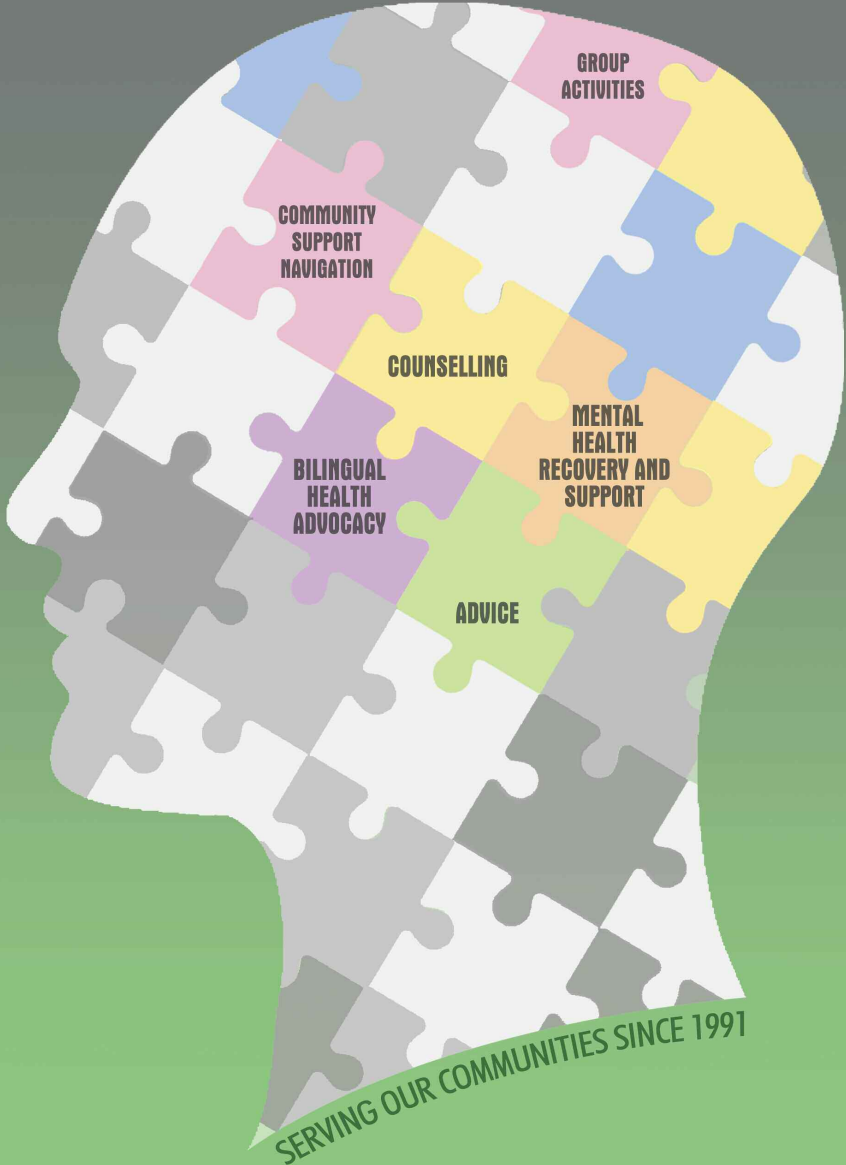 GROUP
ACTIVITIES
COMMUNITY
SUPPORT
NAVIGATION
COUNSELLING
MENTAL
HEALTH
RECOVERY AND
SUPPORT
BILINGUAL
HEALTH
ADVOCACY
ADVICE
SERVING OUR COMMUNITIES SINCE 1991